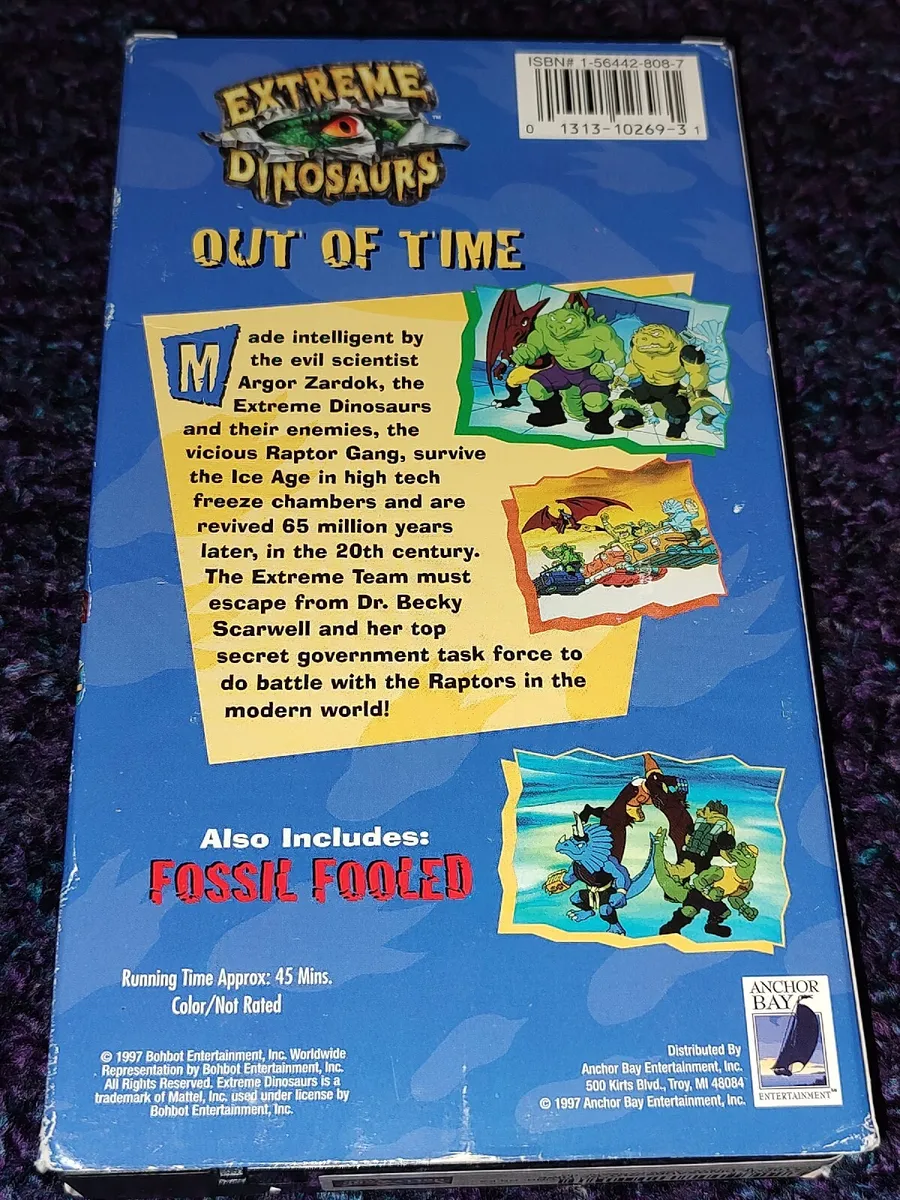 EXTREME
DINOSAURS
™
ISBN# 1-56442-808-7
0 1313-10269-3 1
OUT OF TIME
Made intelligent by
the evil scientist
Argor Zardok, the
Extreme Dinosaurs
and their enemies, the
vicious Raptor Gang, survive
the Ice Age in high tech
freeze chambers and are
revived 65 million years
later, in the 20th century.
The Extreme Team must
escape from Dr. Becky
Scarwell and her top
secret government task force to
do battle with the Raptors in the
modern world!
Also Includes:
FOSSIL FOOLED
Running Time Approx: 45 Mins.
Color/Not Rated
© 1997 Bohbot Entertainment, Inc. Worldwide
Representation by Bohbot Entertainment, Inc.
All Rights Reserved. Extreme Dinosaurs is a
trademark of Mattel, Inc. used under license by
Bohbot Entertainment, Inc.
Distributed By
Anchor Bay Entertainment, Inc.
500 Kirts Blvd., Troy, MI 48084
© 1997 Anchor Bay Entertainment, Inc.
ANCHOR
BAY
ENTERTAINMENT™